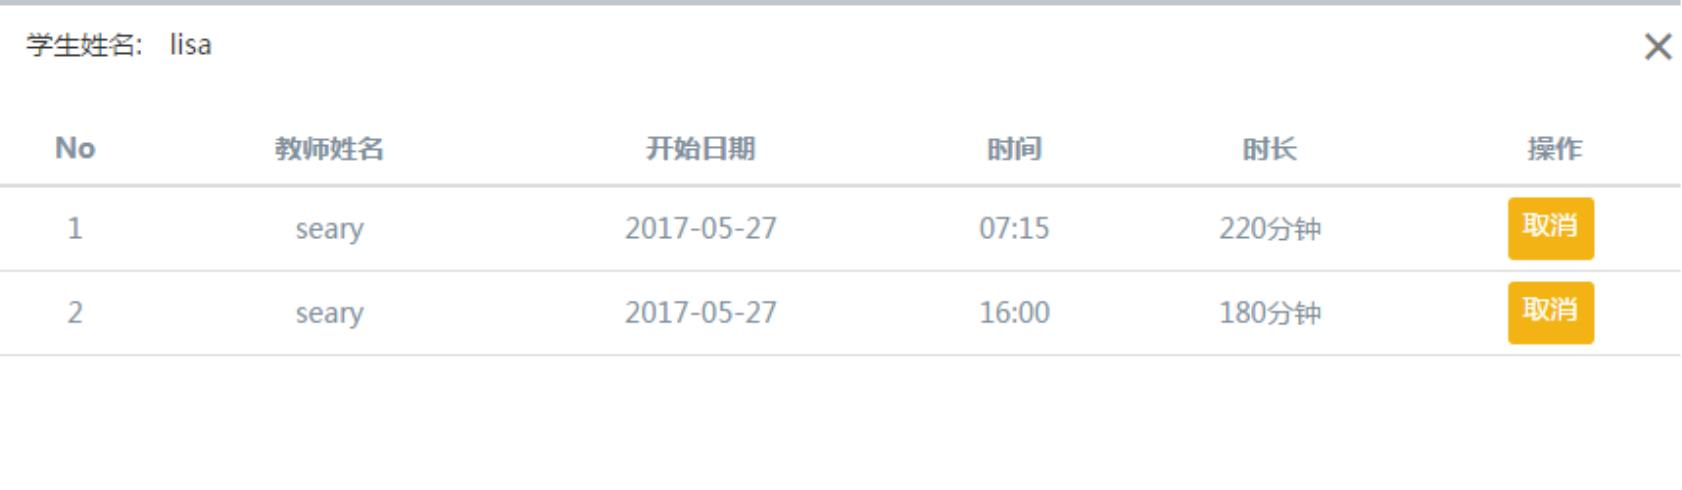 学生姓名: lisa
No 教师姓名 开始日期 时间 时长 操作
1 seary 2017-05-27 07:15 220分钟 取消
2 seary 2017-05-27 16:00 180分钟 取消